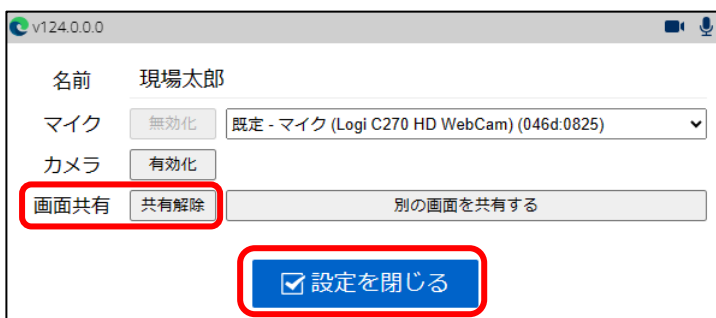 v124.0.0.0
名前 現場太郎
マイク 無効化 既定 - マイク (Logi C270 HD WebCam) (046d:0825)
カメラ 有効化
画面共有 共有解除 別の画面を共有する
設定を閉じる